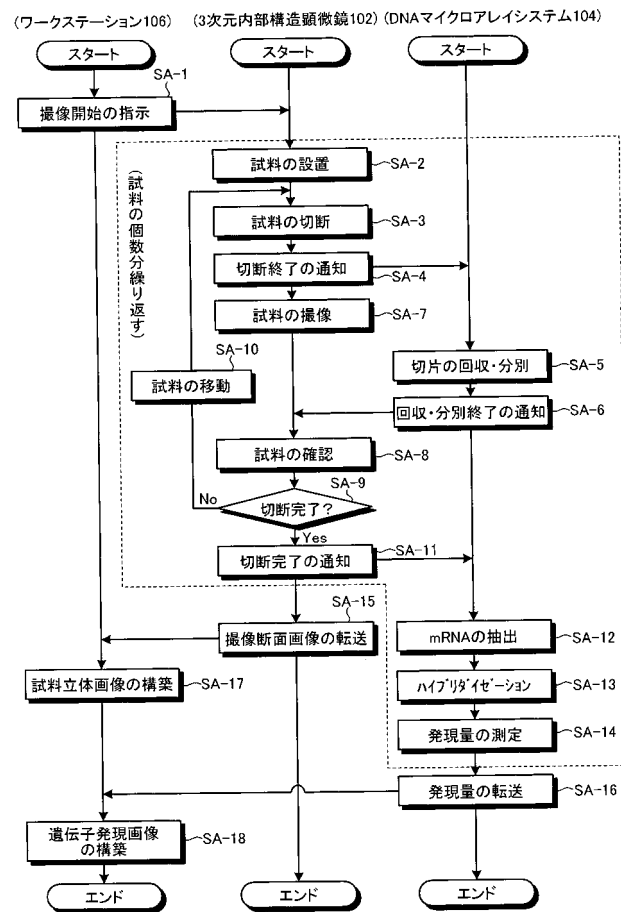 (ワークステーション106)
(3次元内部構造顕微鏡102)
(DNAマイクロアレイシステム104)
スタート
スタート
スタート
SA-1
撮像開始の指示
(試料の個数分繰り返す)
試料の設置
SA-2
試料の切断
SA-3
切断終了の通知
SA-4
試料の撮像
SA-7
SA-10
試料の移動
切片の回収・分別
SA-5
回収・分別終了の通知
SA-6
試料の確認
SA-8
SA-9
No
切断完了?
Yes
切断完了の通知
SA-11
SA-15
撮像断面画像の転送
mRNAの抽出
SA-12
試料立体画像の構築
SA-17
ハイブリダイゼーション
SA-13
発現量の測定
SA-14
発現量の転送
SA-16
遺伝子発現画像
の構築
SA-18
エンド
エンド
エンド